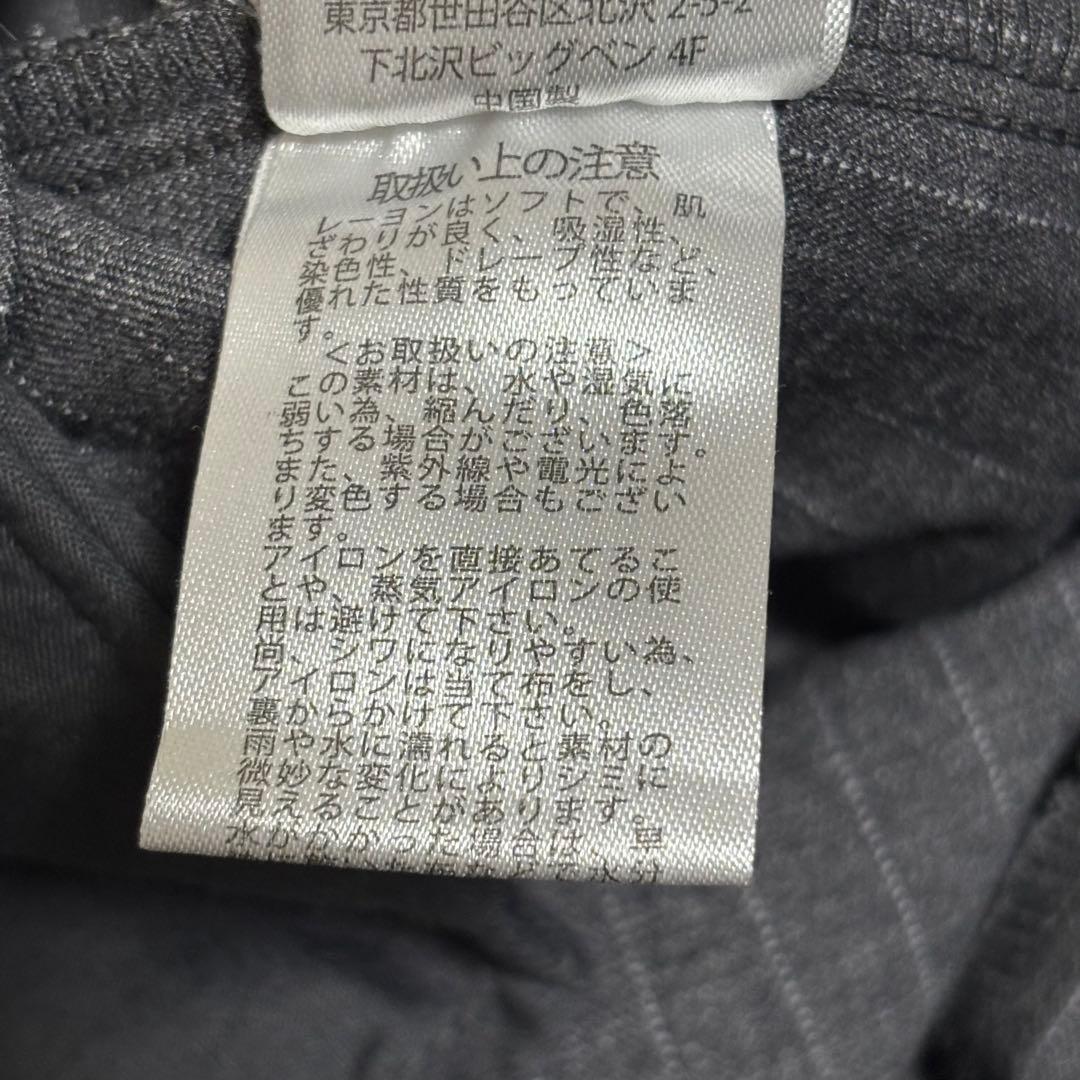 東京都世田谷区北沢 2-5-2
下北沢ビッグベン 4F
中国製
取扱い上の注意
レーヨンはソフトで、肌
ざわりが良く、吸湿性、
染色性、ドレープ性など、
優れた性質をもっていま
す。
<お取扱いの注意>
この素材は、水や湿気に
弱い為、縮んだり、色落
ちする場合がございます。
また、紫外線や電光によ
り変色する場合もござい
ます。
アイロンを直接あてるこ
とや、蒸気アイロンの使
用は、避けて下さい。
尚、シワになりやすい為、
アイロンは当て布をし、
裏からかけて下さい。
雨や水に濡れると素材の
微妙な変化によりシミに
見えることがあります。